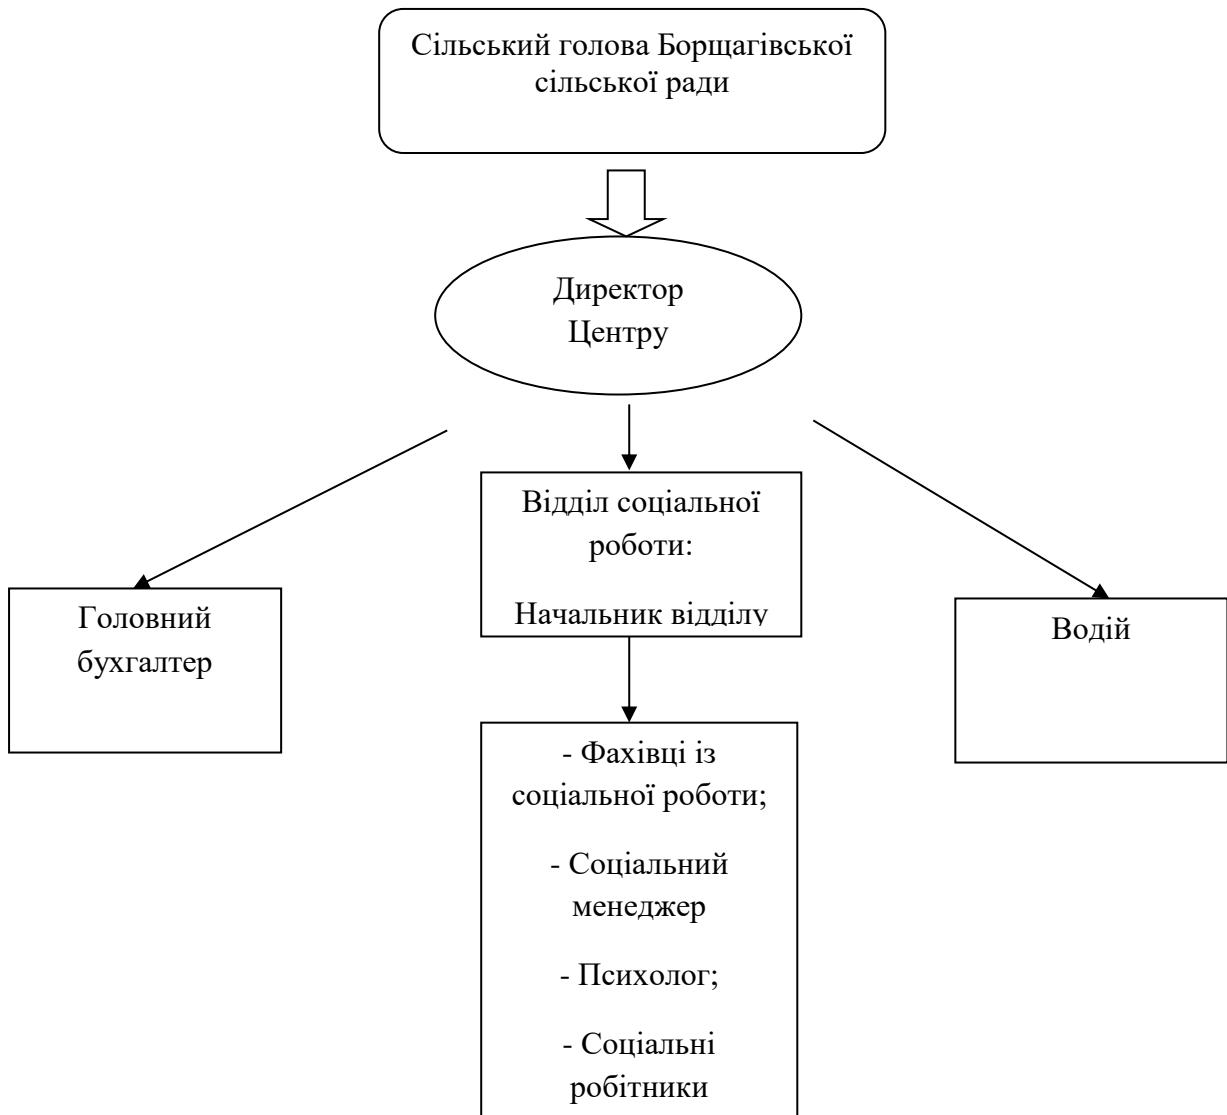 Сільський голова Борщагівської
сільської ради
Директор
Центру
Відділ соціальної
роботи:
Начальник відділу
Головний
бухгалтер
Водій
- Фахівці із
соціальної роботи;
- Соціальний
менеджер
- Психолог;
- Соціальні
робітники